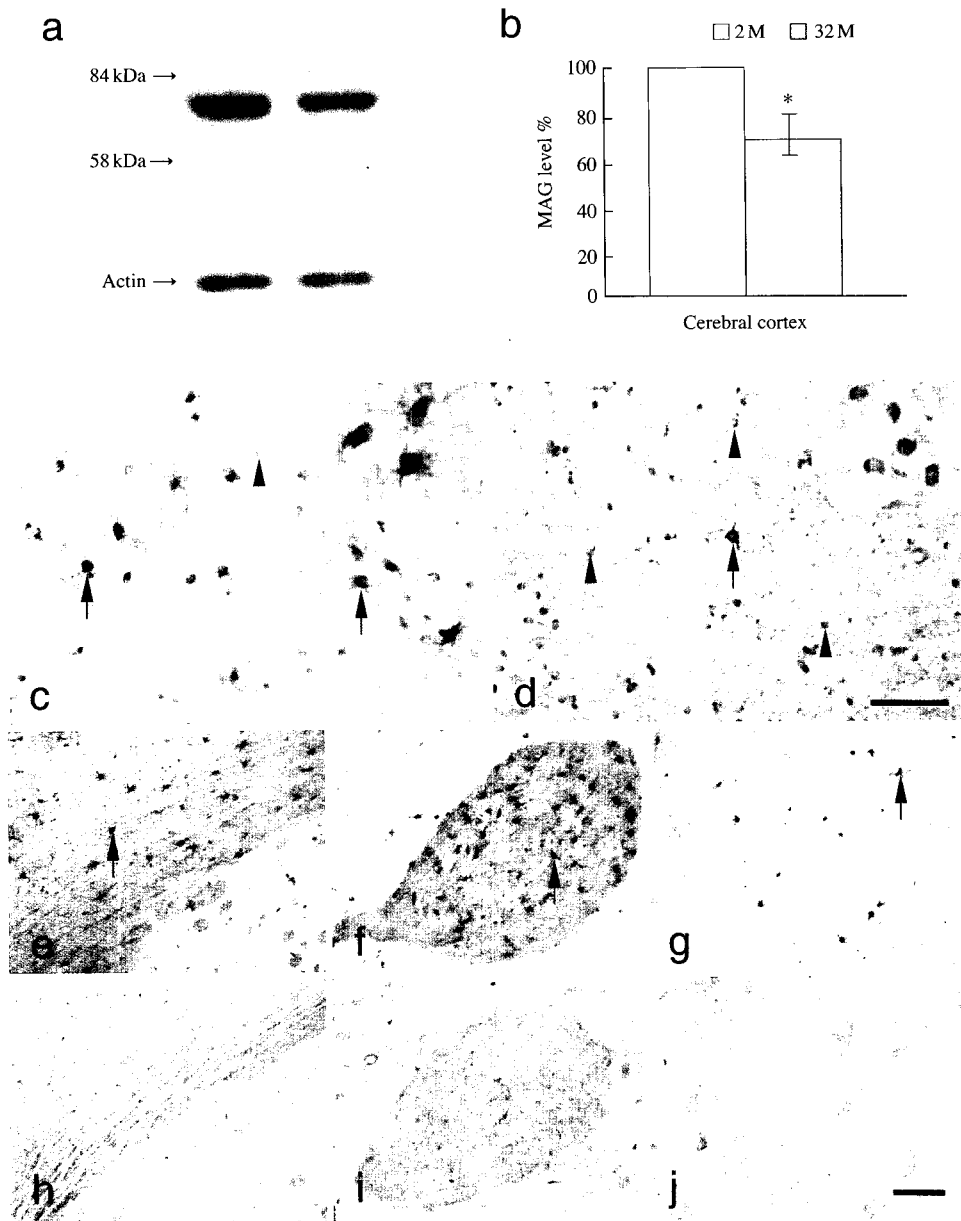 a
84 kDa →
58 kDa →
Actin →
b
2 M 32 M
MAG level %
100
80
60
40
20
0
*
Cerebral cortex
c
d
e
f
g
h
i
j